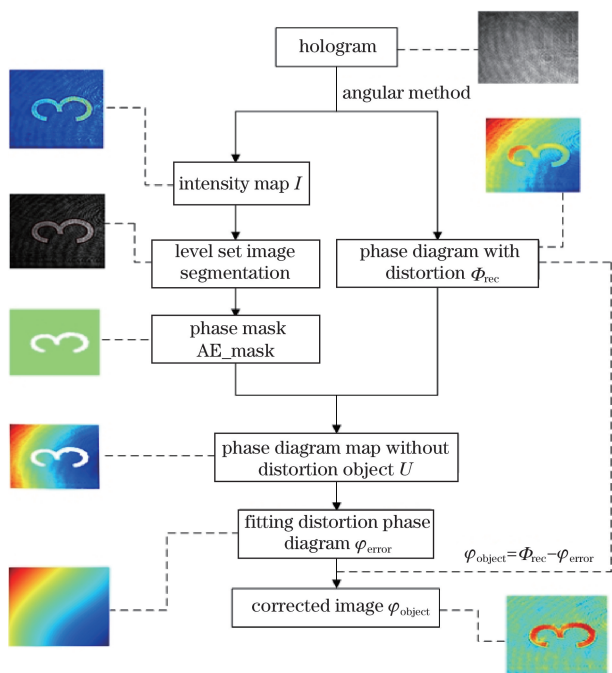 hologram
angular method
intensity map I
level set image
segmentation
phase diagram with
distortion Φrec
phase mask
AE_mask
phase diagram map without
distortion object U
fitting distortion phase
diagram φerror
φobject=Φrec−φerror
corrected image φobject